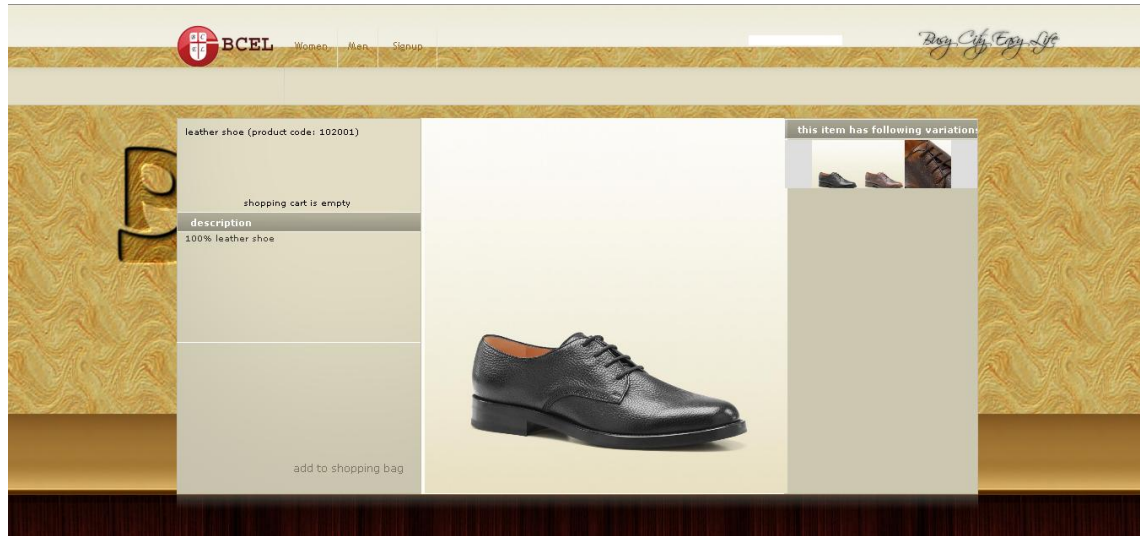 BCEL
Women
Men
Signup
Busy City Easy Life
leather shoe (product code: 102001)
shopping cart is empty
description
100% leather shoe
add to shopping bag
this item has following variations